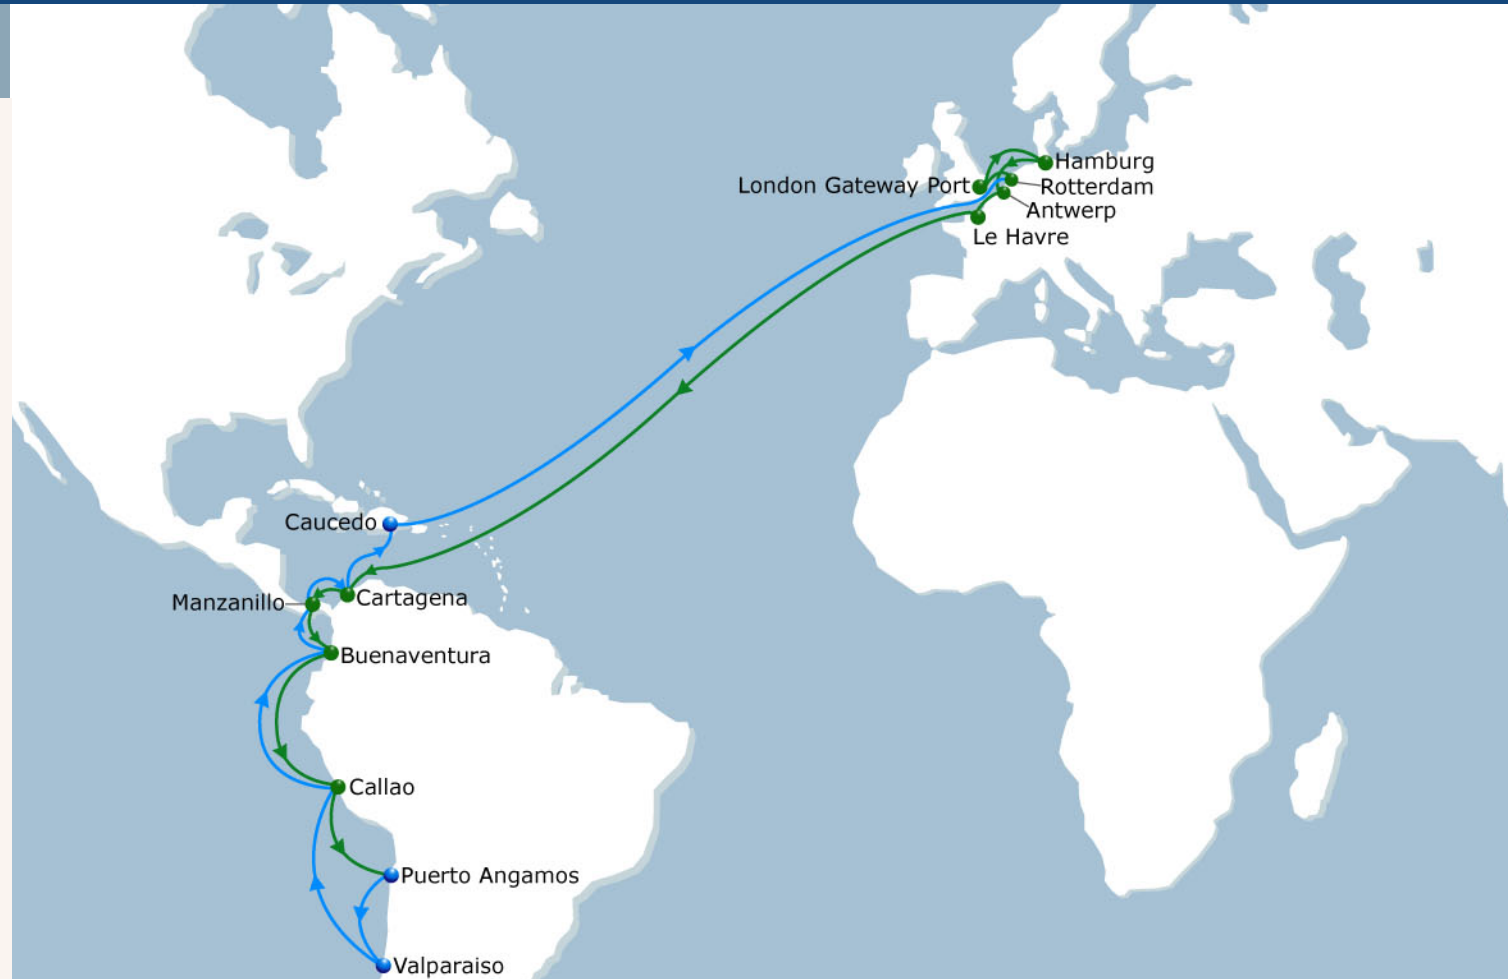 Hamburg
London Gateway Port
Rotterdam
Antwerp
Le Havre
Caucedo
Manzanillo
Cartagena
Buenaventura
Callao
Puerto Angamos
Valparaiso